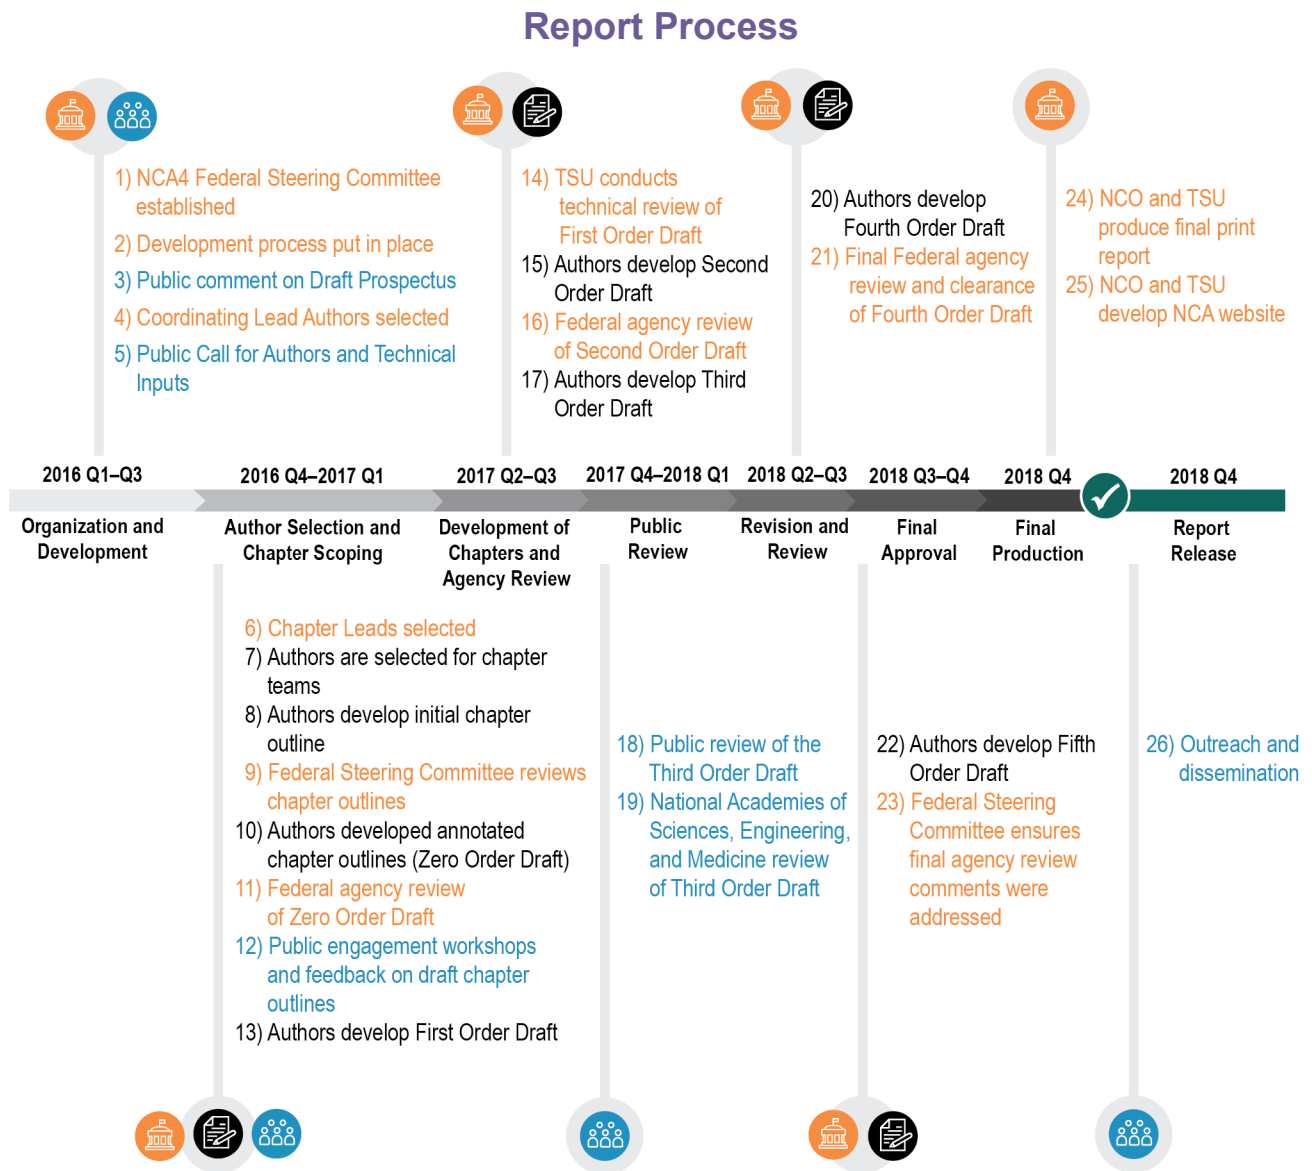 Report Process
1) NCA4 Federal Steering Committee
established
2) Development process put in place
3) Public comment on Draft Prospectus
4) Coordinating Lead Authors selected
5) Public Call for Authors and Technical
Inputs
14) TSU conducts
technical review of
First Order Draft
15) Authors develop Second
Order Draft
16) Federal agency review
of Second Order Draft
17) Authors develop Third
Order Draft
20) Authors develop
Fourth Order Draft
21) Final Federal agency
review and clearance
of Fourth Order Draft
24) NCO and TSU
produce final print
report
25) NCO and TSU
develop NCA website
2016 Q1–Q3
2016 Q4–2017 Q1
2017 Q2–Q3
2017 Q4–2018 Q1
2018 Q2–Q3
2018 Q3–Q4
2018 Q4
2018 Q4
Organization and
Development
Author Selection and
Chapter Scoping
Development of
Chapters and
Agency Review
Public
Review
Revision and
Review
Final
Approval
Final
Production
Report
Release
6) Chapter Leads selected
7) Authors are selected for chapter
teams
8) Authors develop initial chapter
outline
9) Federal Steering Committee reviews
chapter outlines
10) Authors developed annotated
chapter outlines (Zero Order Draft)
11) Federal agency review
of Zero Order Draft
12) Public engagement workshops
and feedback on draft chapter
outlines
13) Authors develop First Order Draft
18) Public review of the
Third Order Draft
19) National Academies of
Sciences, Engineering,
and Medicine review
of Third Order Draft
22) Authors develop Fifth
Order Draft
23) Federal Steering
Committee ensures
final agency review
comments were
addressed
26) Outreach and
dissemination